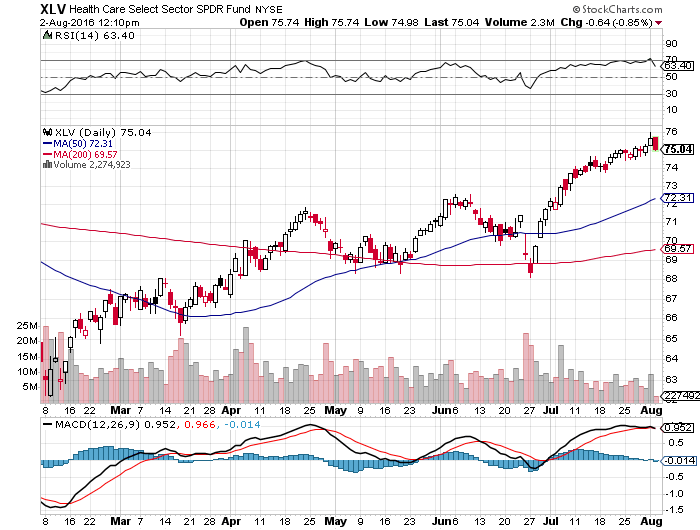 XLV Health Care Select Sector SPDR Fund NYSE
© StockCharts.com
2-Aug-2016 12:10pm
Open 75.74 High 75.74 Low 74.98 Last 75.04 Volume 2.3M Chg -0.64 (-0.85%)
RSI(14) 63.40
90
70
63.40
50
30
10
XLV (Daily) 75.04
MA(50) 72.31
MA(200) 69.57
Volume 2,274,923
76
75.04
74
73
72.31
72
71
70
69.57
69
68
67
66
65
64
63
2274923
25M
20M
15M
10M
5M
8 16 22 Mar 7 14 21 28 Apr 11 18 25 May 9 16 23 Jun 6 13 20 27 Jul 11 18 25 Aug
MACD(12,26,9) 0.952, 0.966, -0.014
0.952
0.5
-0.014
-0.5
-1.0
-1.5
8 16 22 Mar 7 14 21 28 Apr 11 18 25 May 9 16 23 Jun 6 13 20 27 Jul 11 18 25 Aug